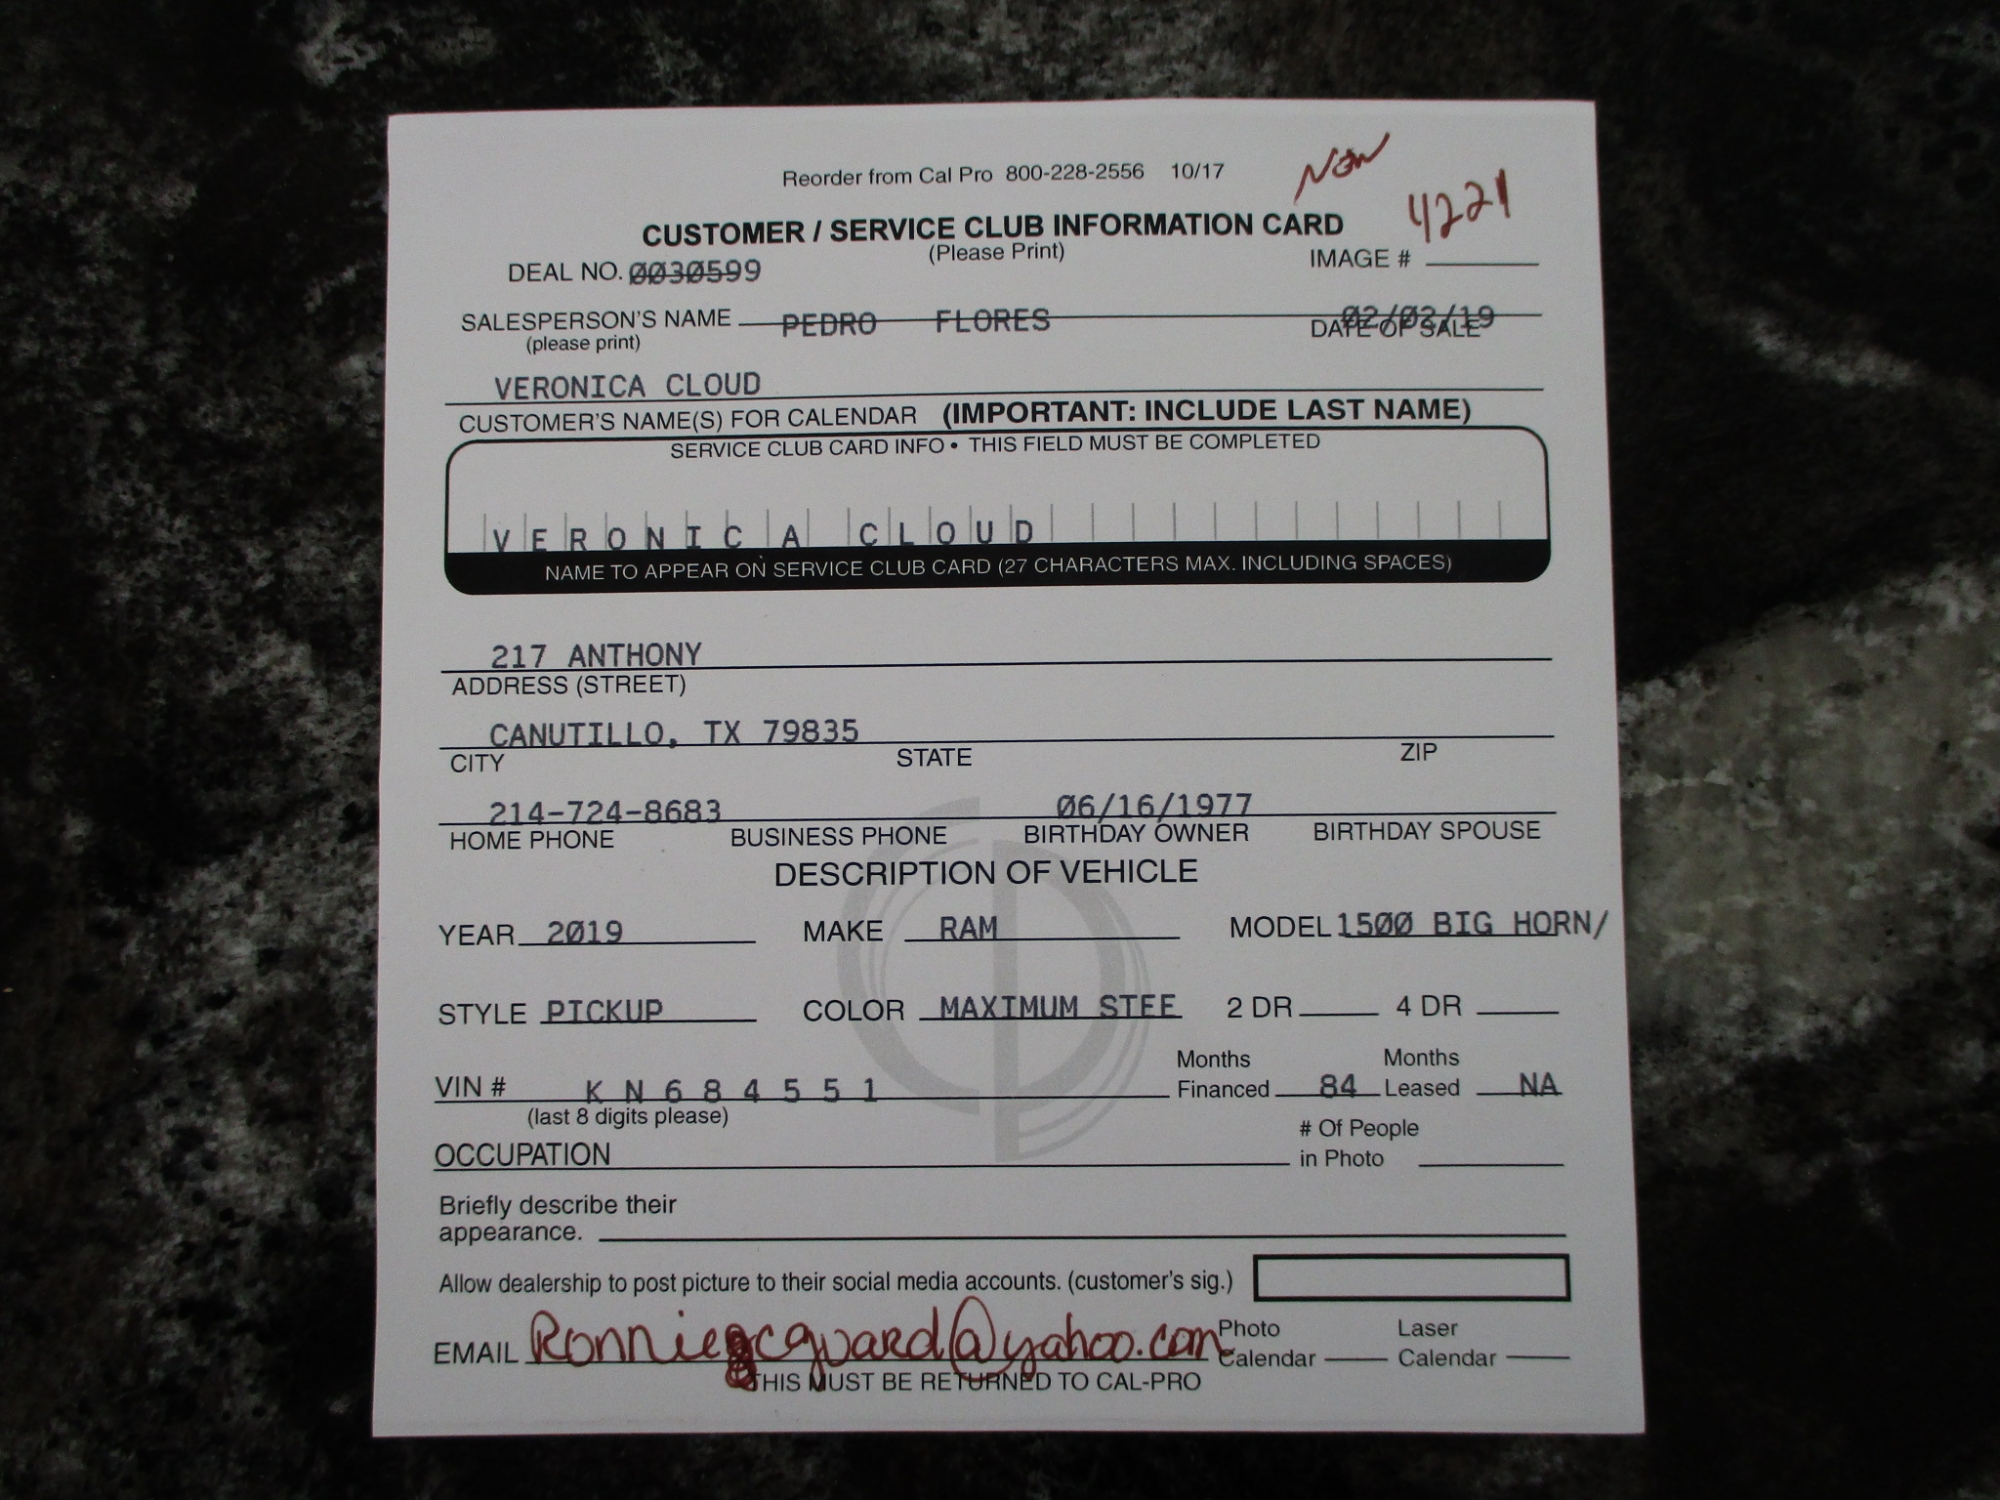 Reorder from Cal Pro 800-228-2556 10/17
New
4221
CUSTOMER / SERVICE CLUB INFORMATION CARD
(Please Print)
DEAL NO. 0030599
IMAGE #
SALESPERSON'S NAME PEDRO FLORES
02/02/19
(please print)
DATE OF SALE
VERONICA CLOUD
CUSTOMER'S NAME(S) FOR CALENDAR (IMPORTANT: INCLUDE LAST NAME)
SERVICE CLUB CARD INFO • THIS FIELD MUST BE COMPLETED
V E R O N I C A C L O U D
NAME TO APPEAR ON SERVICE CLUB CARD (27 CHARACTERS MAX. INCLUDING SPACES)
217 ANTHONY
ADDRESS (STREET)
CANUTILLO, TX 79835
CITY STATE ZIP
214-724-8683 06/16/1977
HOME PHONE BUSINESS PHONE BIRTHDAY OWNER BIRTHDAY SPOUSE
DESCRIPTION OF VEHICLE
YEAR 2019 MAKE RAM MODEL 1500 BIG HORN/
STYLE PICKUP COLOR MAXIMUM STEE 2 DR 4 DR
Months Months
VIN # K N 6 8 4 5 5 1 Financed 84 Leased NA
(last 8 digits please)
# Of People
OCCUPATION in Photo
Briefly describe their
appearance.
Allow dealership to post picture to their social media accounts. (customer's sig.)
Photo Laser
EMAIL @yahoo.com Calendar Calendar
THIS MUST BE RETURNED TO CAL-PRO